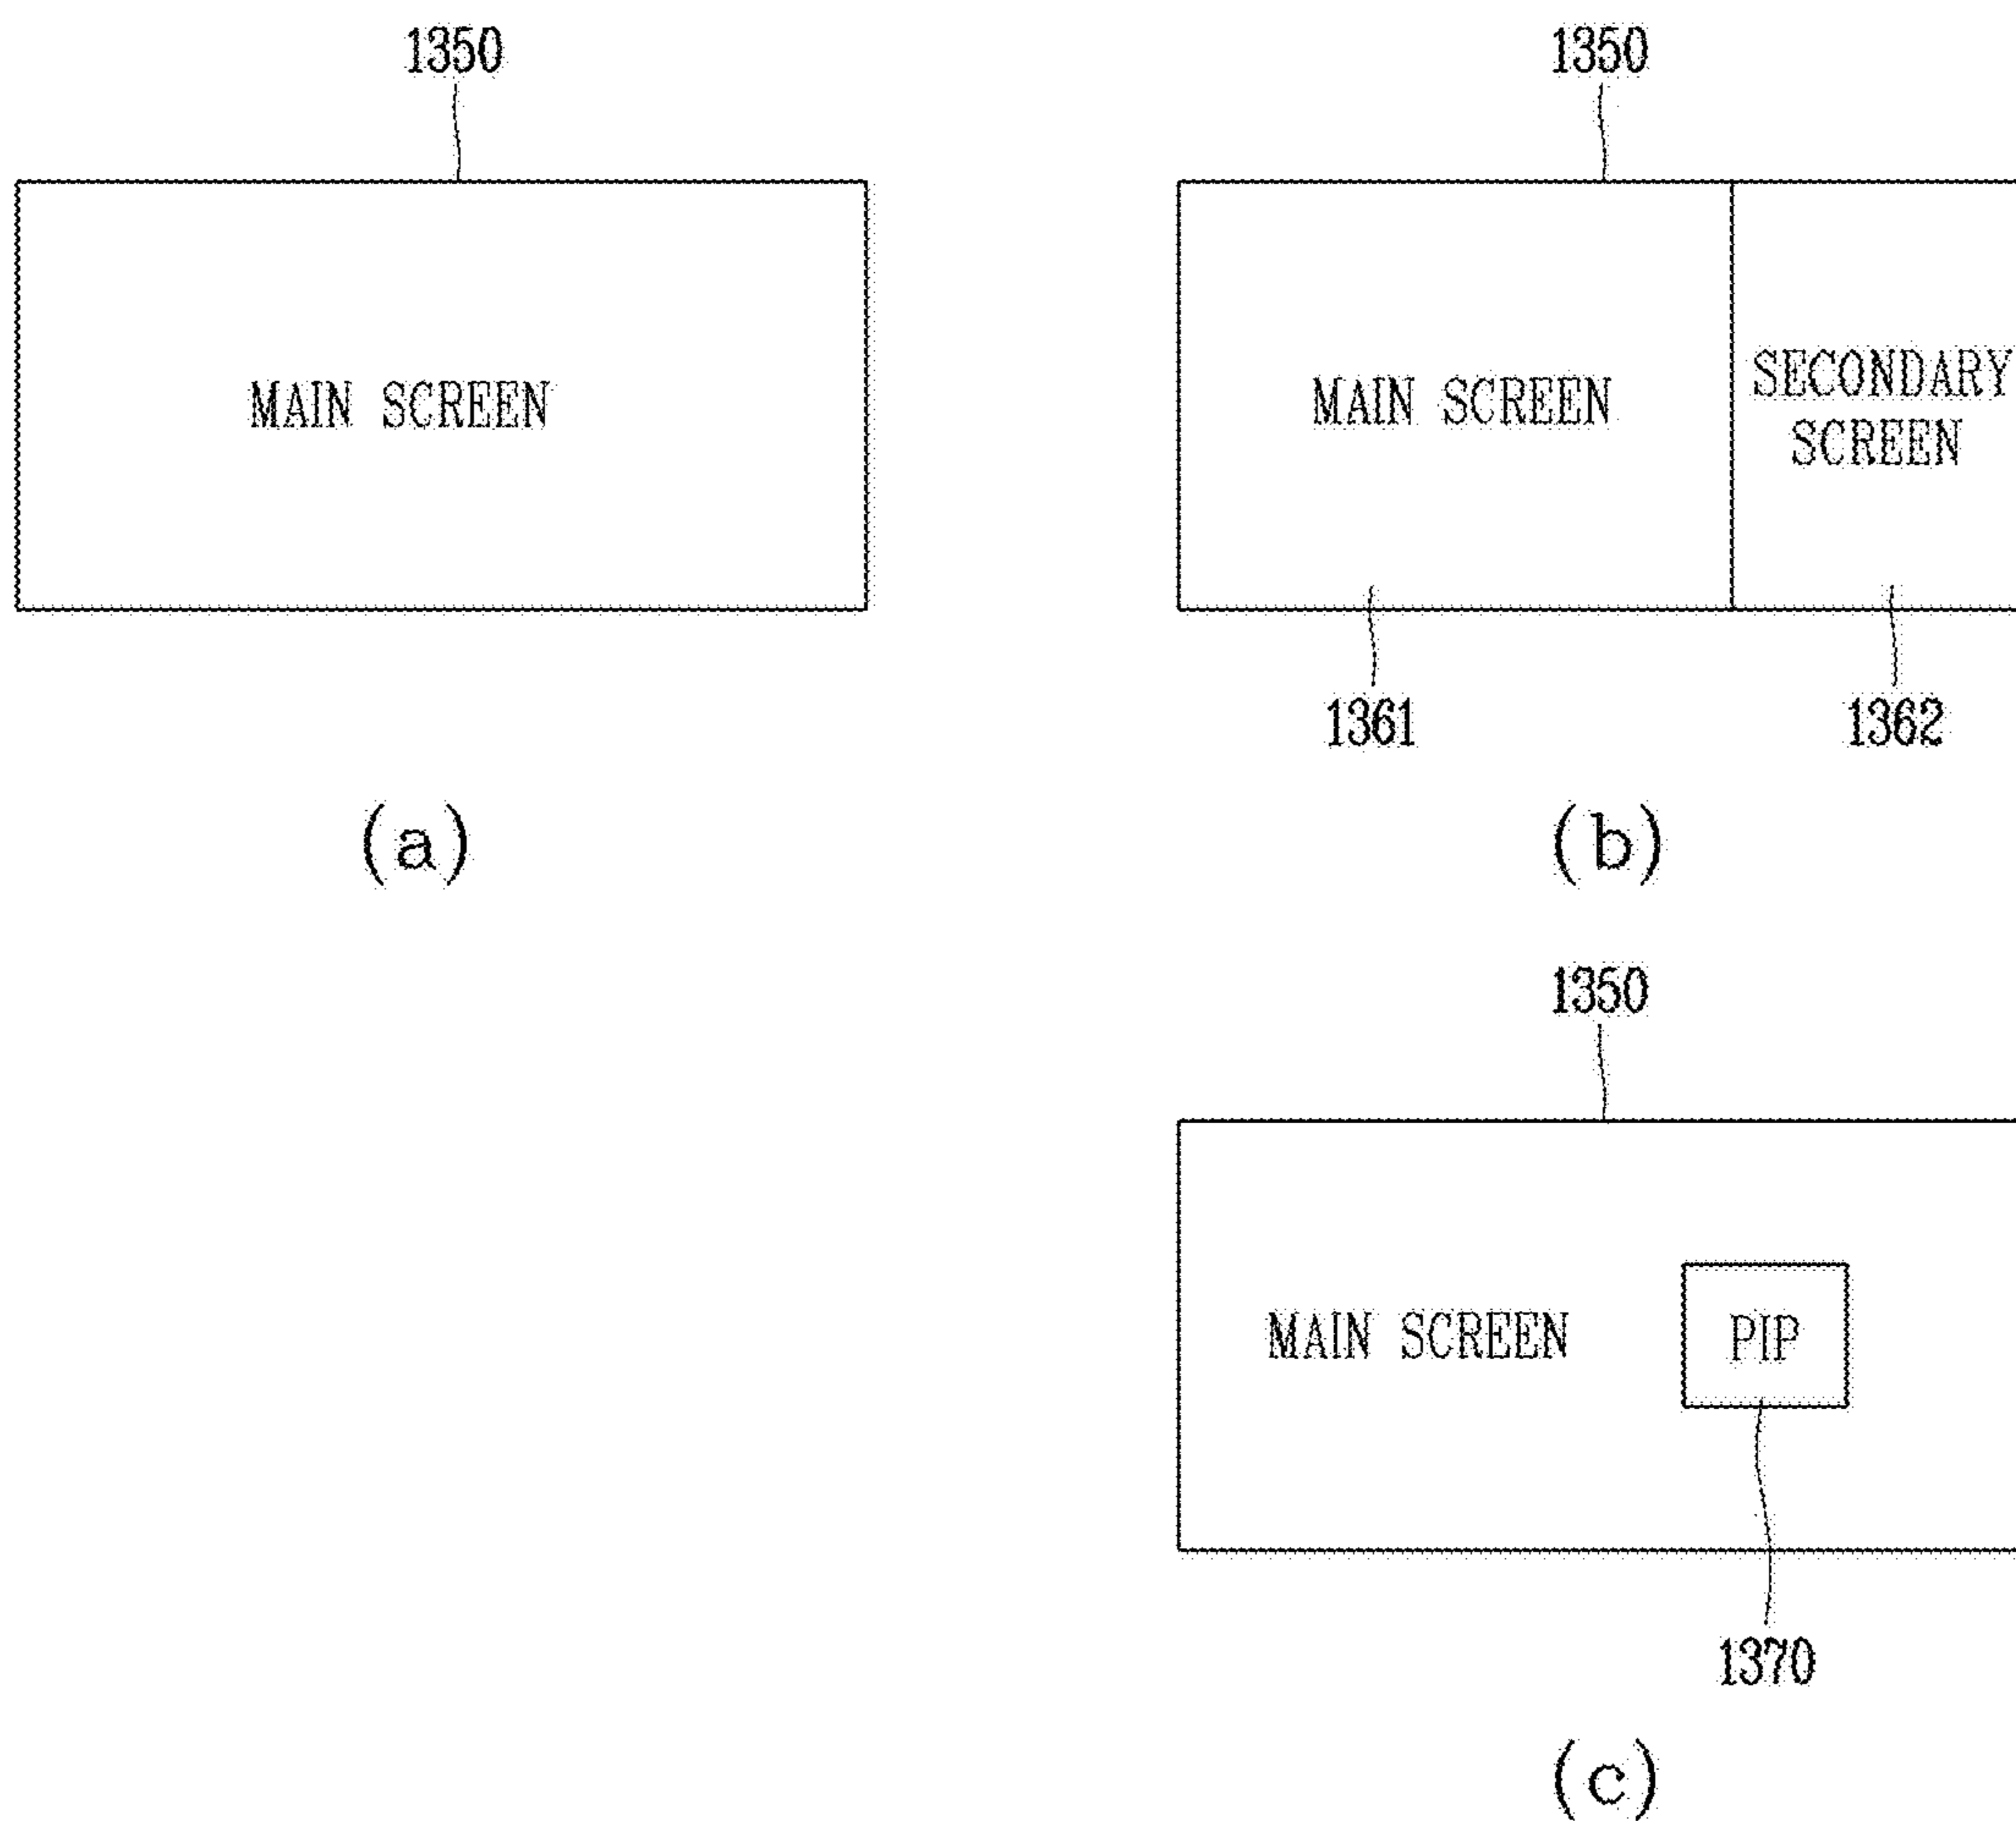 1350
MAIN SCREEN
(a)
1350
MAIN SCREEN
SECONDARY
SCREEN
1361
1362
(b)
1350
MAIN SCREEN
PIP
1370
(c)